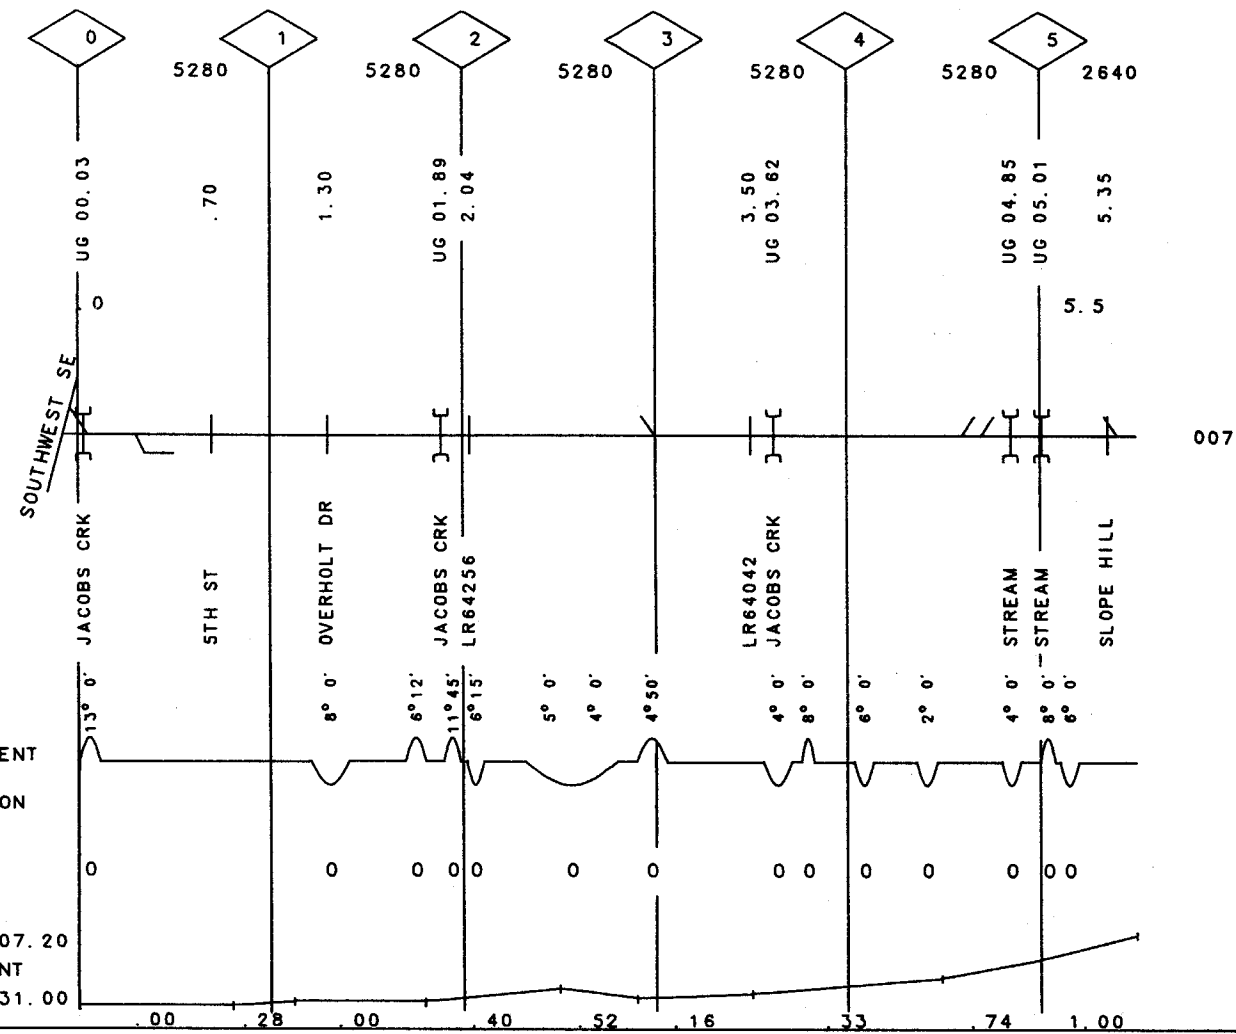 0 1 2 3 4 5
5280 5280 5280 5280 5280 2640
UG 00.03
.70
1.30
UG 01.89
2.04
3.50
UG 03.62
UG 04.85
UG 05.01
5.35
.0
5.5
SOUTHWEST SE
007
JACOBS CRK
5TH ST
OVERHOLT DR
JACOBS CRK
LR64256
LR64042
JACOBS CRK
STREAM
STREAM
SLOPE HILL
13° 0' 8° 0' 6°12' 11°45' 6°15' 5° 0' 4° 0' 4°50' 4° 0' 8° 0' 6° 0' 2° 0' 4° 0' 8° 0' 6° 0'
ENT
ON
0 0 0 0 0 0 0 0 0 0 0 0 0 0
07.20
NT
31.00
.00 .28 .00 .40 .52 .16 .33 .74 1.00